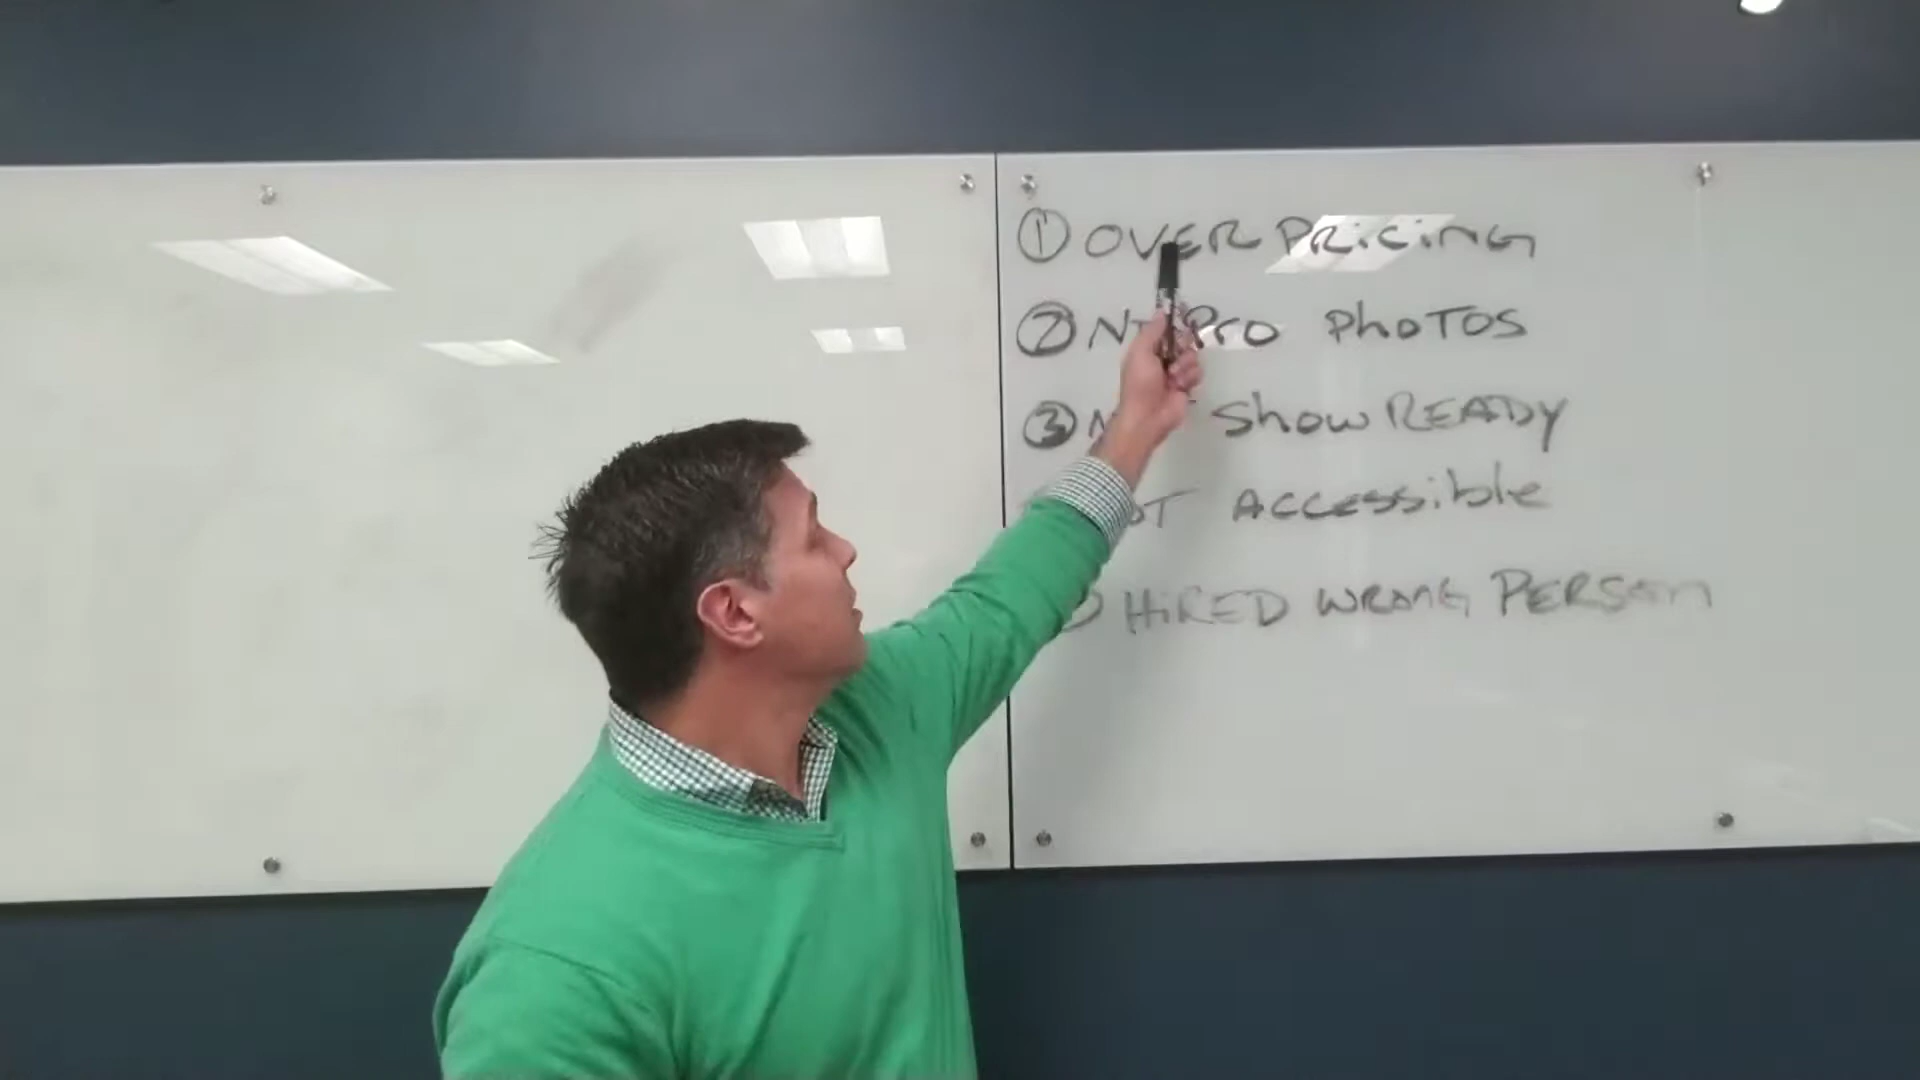 ① OVER PRICING
② Pro PhoTOS
③ Show READY
ACCESSible
HiRED WRONG PERSON